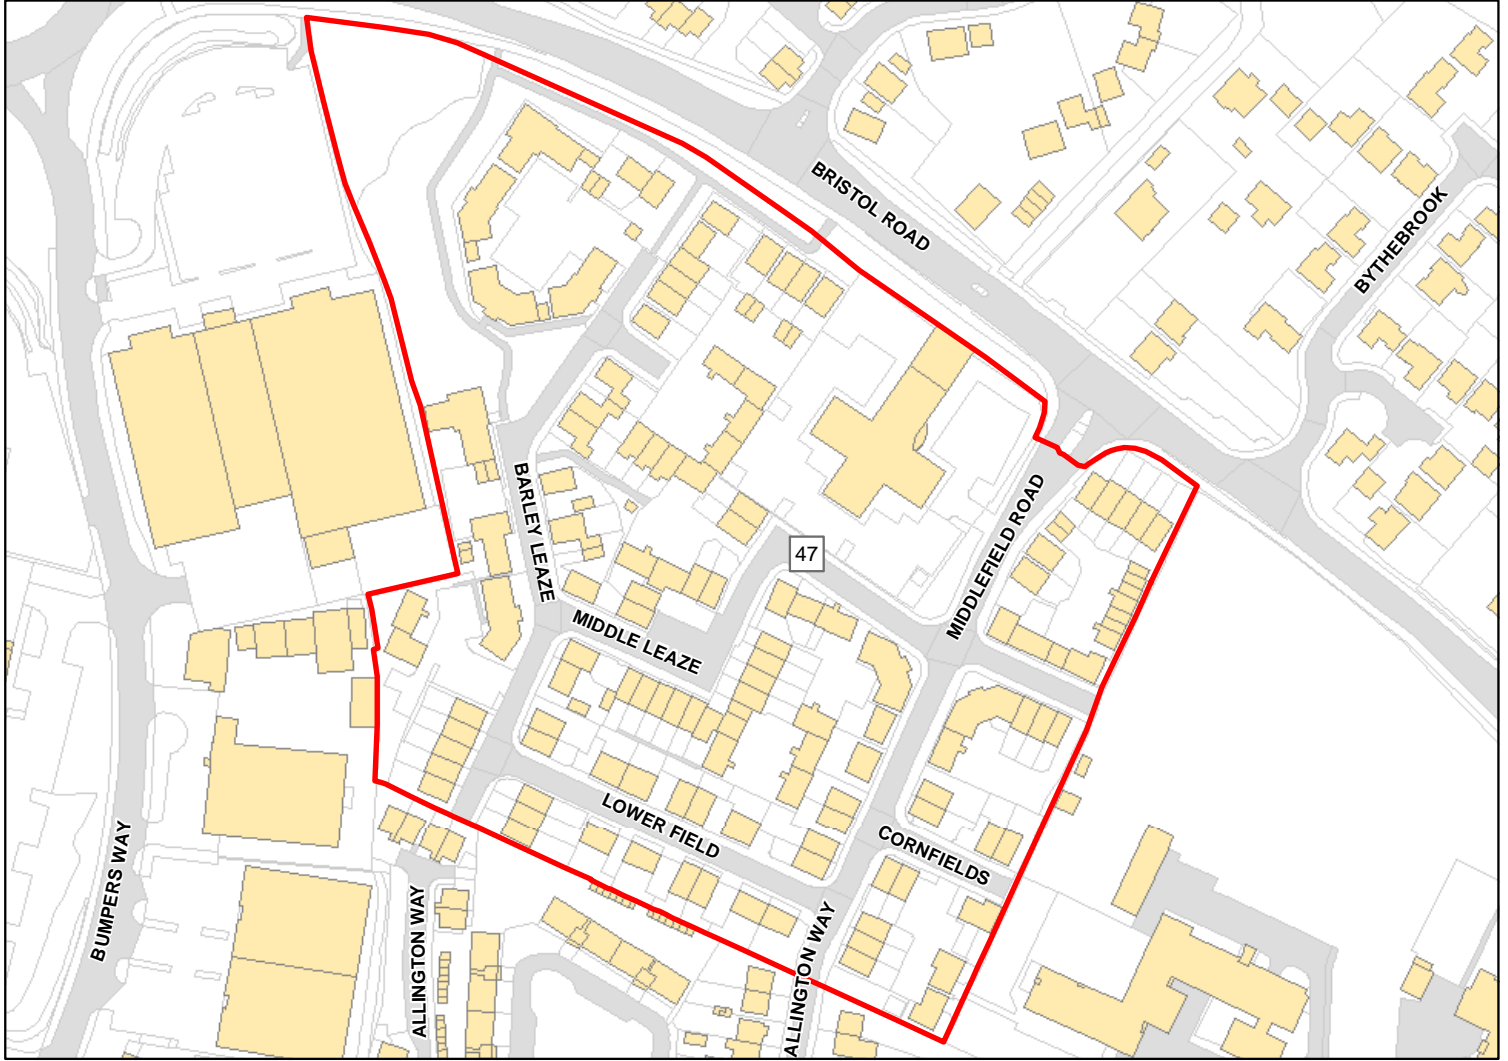 BRISTOL ROAD
BYTHEBROOK
BARLEY LEAZE
MIDDLEFIELD ROAD
47
MIDDLE LEAZE
LOWER FIELD
CORNFIELDS
BUMPERS WAY
ALLINGTON WAY
ALLINGTON WAY